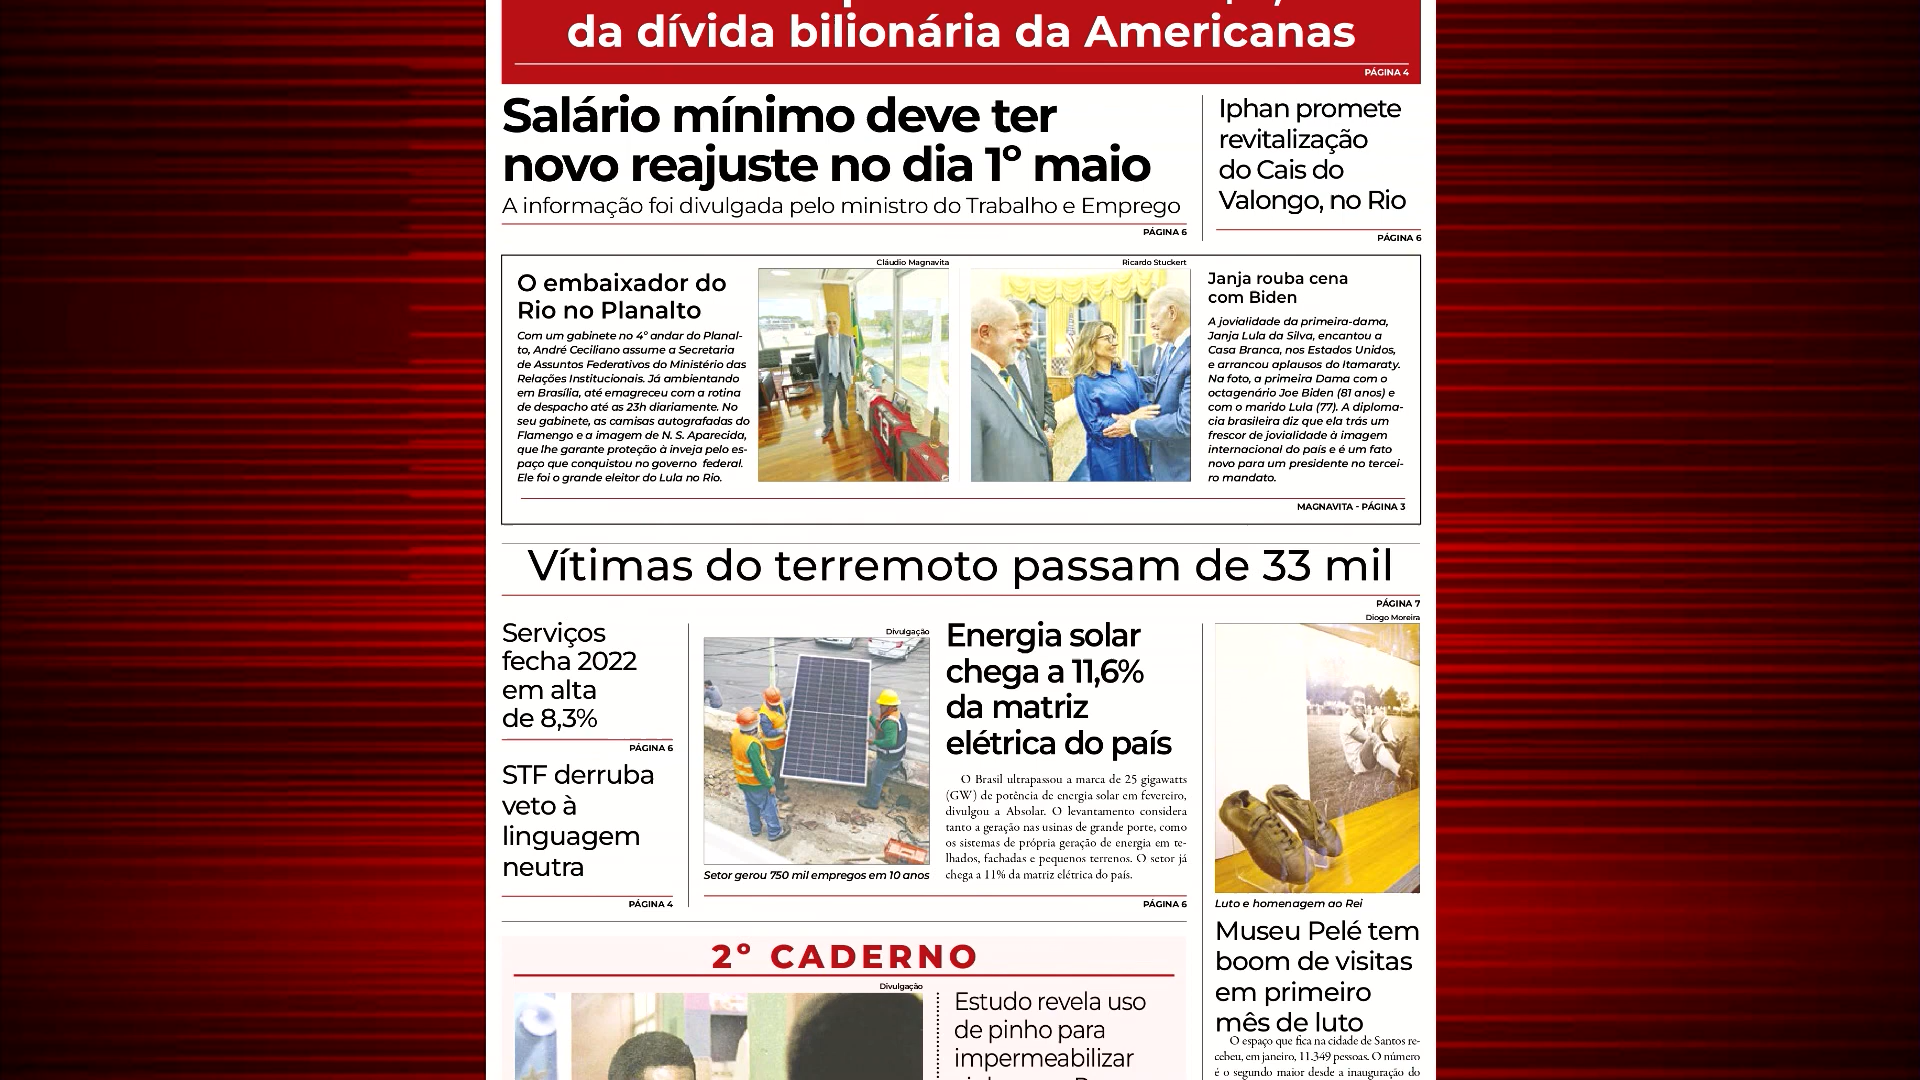 da dívida bilionária da Americanas
PÁGINA 4
Salário mínimo deve ter
novo reajuste no dia 1º maio
A informação foi divulgada pelo ministro do Trabalho e Emprego
PÁGINA 6
Iphan promete
revitalização
do Cais do
Valongo, no Rio
PÁGINA 6
O embaixador do
Rio no Planalto
Com um gabinete no 4º andar do Planal-
to, André Ceciliano assume a Secretaria
de Assuntos Federativos do Ministério das
Relações Institucionais. Já ambientando
em Brasília, até emagreceu com a rotina
de despacho até as 23h diariamente. No
seu gabinete, as camisas autografadas do
Flamengo e a imagem de N. S. Aparecida,
que lhe garante proteção à inveja pelo es-
paço que conquistou no governo federal.
Ele foi o grande eleitor do Lula no Rio.
Cláudio Magnavita
Ricardo Stuckert
Janja rouba cena
com Biden
A jovialidade da primeira-dama,
Janja Lula da Silva, encantou a
Casa Branca, nos Estados Unidos,
e arrancou aplausos do Itamaraty.
Na foto, a primeira Dama com o
octagenário Joe Biden (81 anos) e
com o marido Lula (77). A diploma-
cia brasileira diz que ela trás um
frescor de jovialidade à imagem
internacional do país e é um fato
novo para um presidente no tercei-
ro mandato.
MAGNAVITA - PÁGINA 3
Vítimas do terremoto passam de 33 mil
PÁGINA 7
Serviços
fecha 2022
em alta
de 8,3%
PÁGINA 6
STF derruba
veto à
linguagem
neutra
PÁGINA 4
Divulgação
Setor gerou 750 mil empregos em 10 anos
Energia solar
chega a 11,6%
da matriz
elétrica do país
O Brasil ultrapassou a marca de 25 gigawatts
(GW) de potência de energia solar em fevereiro,
divulgou a Absolar. O levantamento considera
tanto a geração nas usinas de grande porte, como
os sistemas de própria geração de energia em te-
lhados, fachadas e pequenos terrenos. O setor já
chega a 11% da matriz elétrica do país.
PÁGINA 6
Diogo Moreira
Luto e homenagem ao Rei
Museu Pelé tem
boom de visitas
em primeiro
mês de luto
O espaço que fica na cidade de Santos re-
cebeu, em janeiro, 11.349 pessoas. O número
é o segundo maior desde a inauguração do
2º CADERNO
Divulgação
Estudo revela uso
de pinho para
impermeabilizar